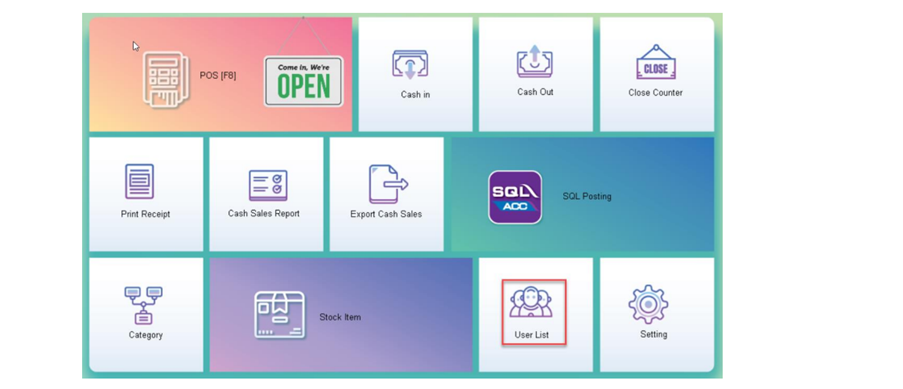 POS [F8]
Come in, We're
OPEN
Cash in
Cash Out
CLOSE
Close Counter
Print Receipt
Cash Sales Report
Export Cash Sales
SQL
ACC
SQL Posting
Category
Stock Item
User List
Setting